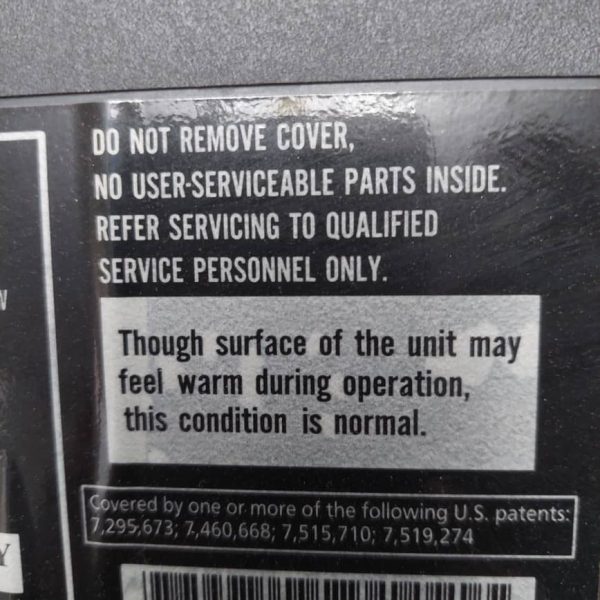 DO NOT REMOVE COVER,
NO USER-SERVICEABLE PARTS INSIDE.
REFER SERVICING TO QUALIFIED
SERVICE PERSONNEL ONLY.
Though surface of the unit may
feel warm during operation,
this condition is normal.
Covered by one or more of the following U.S. patents:
7,295,673; 7,460,668; 7,515,710; 7,519,274
V
Y